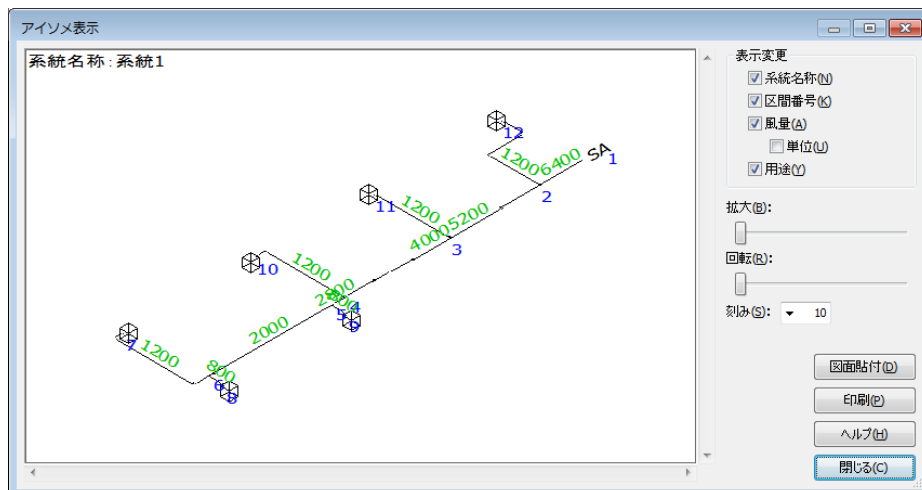 アイソメ表示
系統名称:系統1
12
SA
1
1200
6400
2
11
1200
5200
4000
3
10
1200
4
5
2000
7
1200
800
6
8
表示変更
系統名称(N)
区間番号(K)
風量(A)
単位(U)
用途(Y)
拡大(B):
回転(R):
刻み(S):
10
図面貼付(D)
印刷(P)
ヘルプ(H)
閉じる(C)